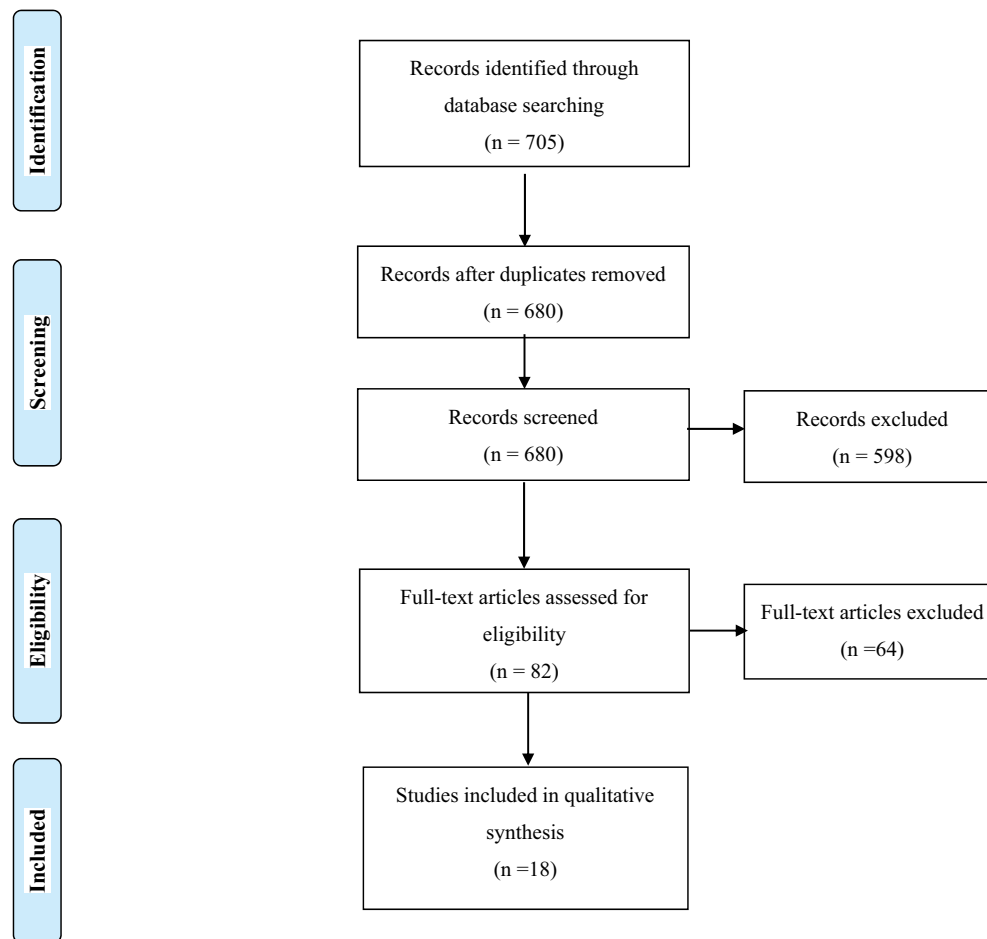 Identification
Records identified through
database searching
(n = 705)
Screening
Records after duplicates removed
(n = 680)
Records screened
(n = 680)
Records excluded
(n = 598)
Eligibility
Full-text articles assessed for
eligibility
(n = 82)
Full-text articles excluded
(n =64)
Included
Studies included in qualitative
synthesis
(n =18)